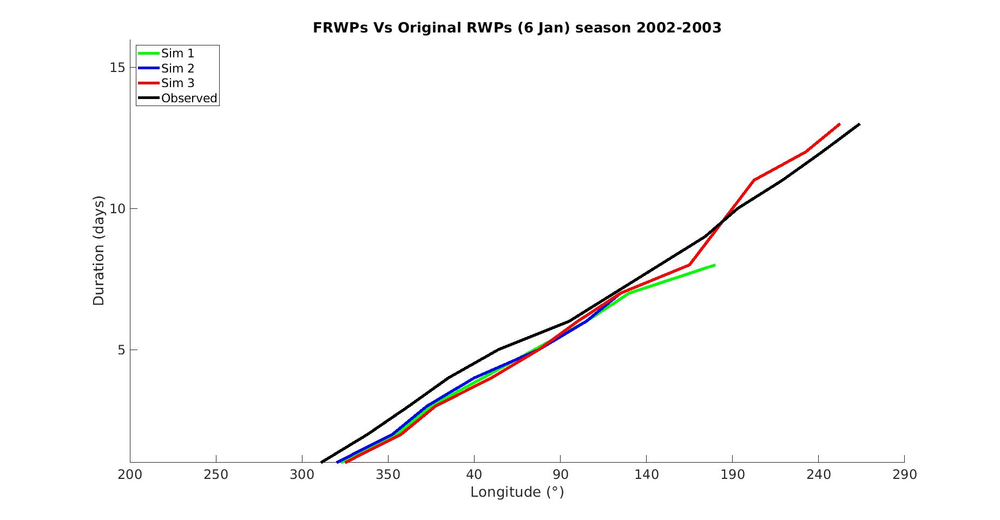 FRWPs Vs Original RWPs (6 Jan) season 2002-2003
Sim 1
Sim 2
Sim 3
Observed
15
10
5
Duration (days)
200 250 300 350 40 90 140 190 240 290
Longitude (°)